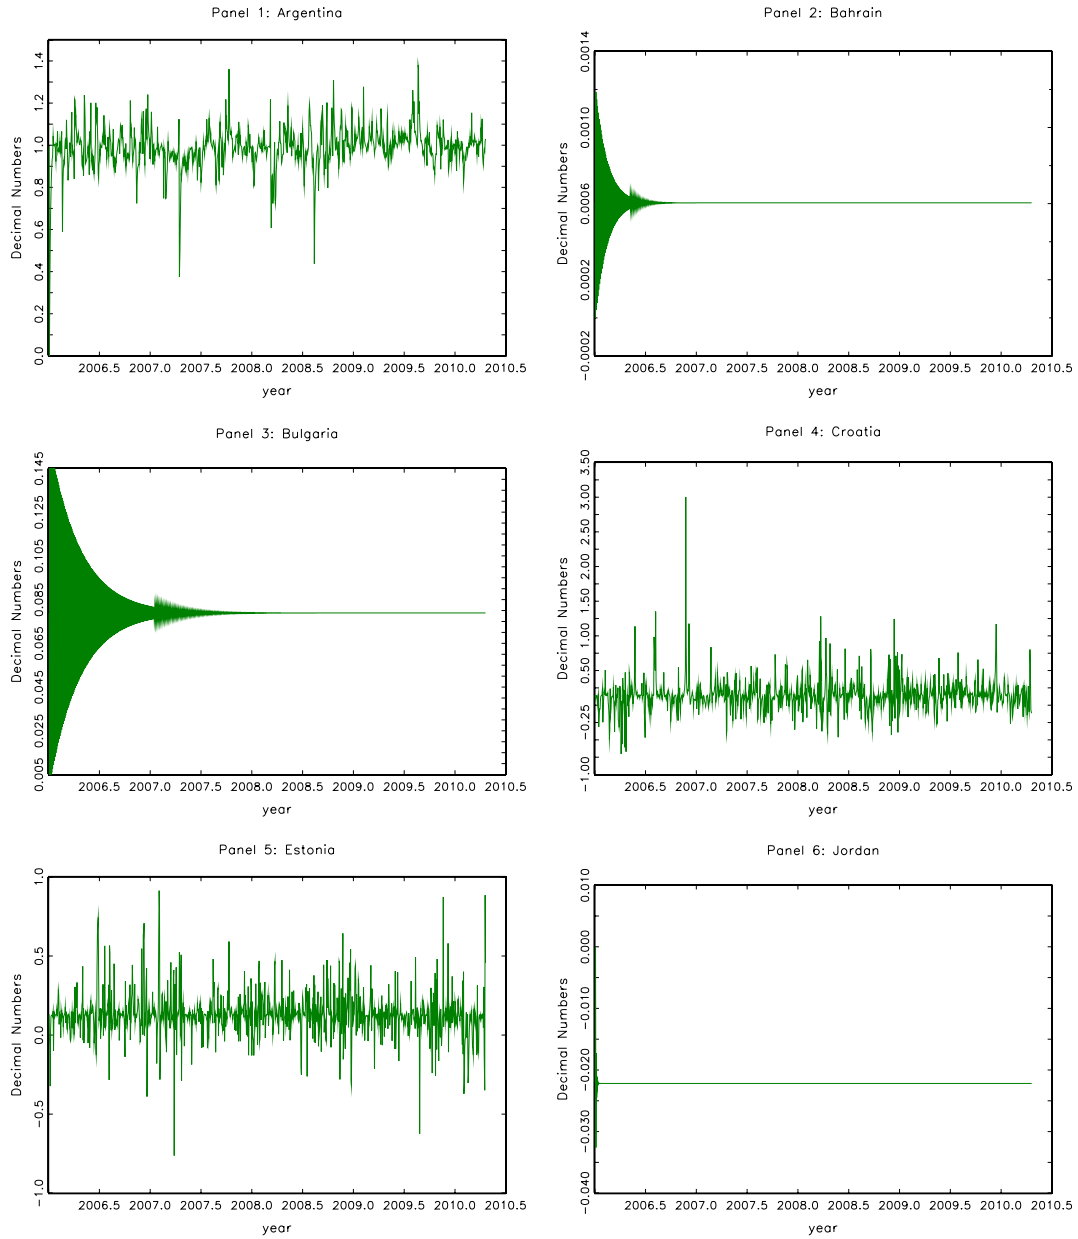 Panel 1: Argentina
Decimal Numbers
0.0 0.2 0.4 0.6 0.8 1.0 1.2 1.4
2006.5 2007.0 2007.5 2008.0 2008.5 2009.0 2009.5 2010.0 2010.5
year
Panel 2: Bahrain
Decimal Numbers
-0.0002 0.0002 0.0006 0.0010 0.0014
2006.5 2007.0 2007.5 2008.0 2008.5 2009.0 2009.5 2010.0 2010.5
year
Panel 3: Bulgaria
Decimal Numbers
0.005 0.025 0.045 0.065 0.085 0.105 0.125 0.145
2006.5 2007.0 2007.5 2008.0 2008.5 2009.0 2009.5 2010.0 2010.5
year
Panel 4: Croatia
Decimal Numbers
-1.00 -0.25 0.50 1.00 1.50 2.00 2.50 3.00 3.50
2006.5 2007.0 2007.5 2008.0 2008.5 2009.0 2009.5 2010.0 2010.5
year
Panel 5: Estonia
Decimal Numbers
-1.0 -0.5 0.0 0.5 1.0
2006.5 2007.0 2007.5 2008.0 2008.5 2009.0 2009.5 2010.0 2010.5
year
Panel 6: Jordan
Decimal Numbers
-0.040 -0.030 -0.020 -0.010 0.000 0.010
2006.5 2007.0 2007.5 2008.0 2008.5 2009.0 2009.5 2010.0 2010.5
year